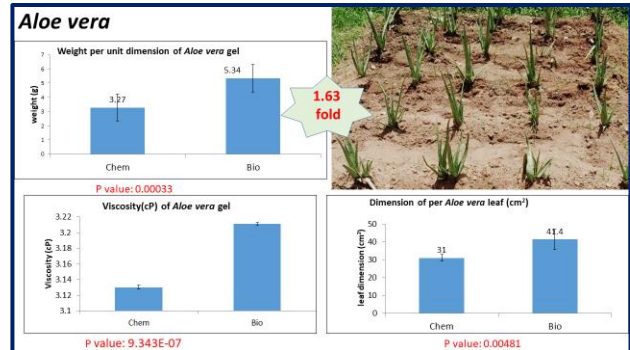 Aloe vera
Weight per unit dimension of Aloe vera gel
weight (g)
7
6
5
4
3
2
1
0
3.27
5.34
Chem
Bio
P value: 0.00033
1.63
fold
Viscosity(cP) of Aloe vera gel
Viscosity (cP)
3.22
3.2
3.18
3.16
3.14
3.12
3.1
Chem
Bio
P value: 9.343E-07
Dimension of per Aloe vera leaf (cm²)
leaf dimension (cm²)
50
40
30
20
10
0
31
41.4
Chem
Bio
P value: 0.00481